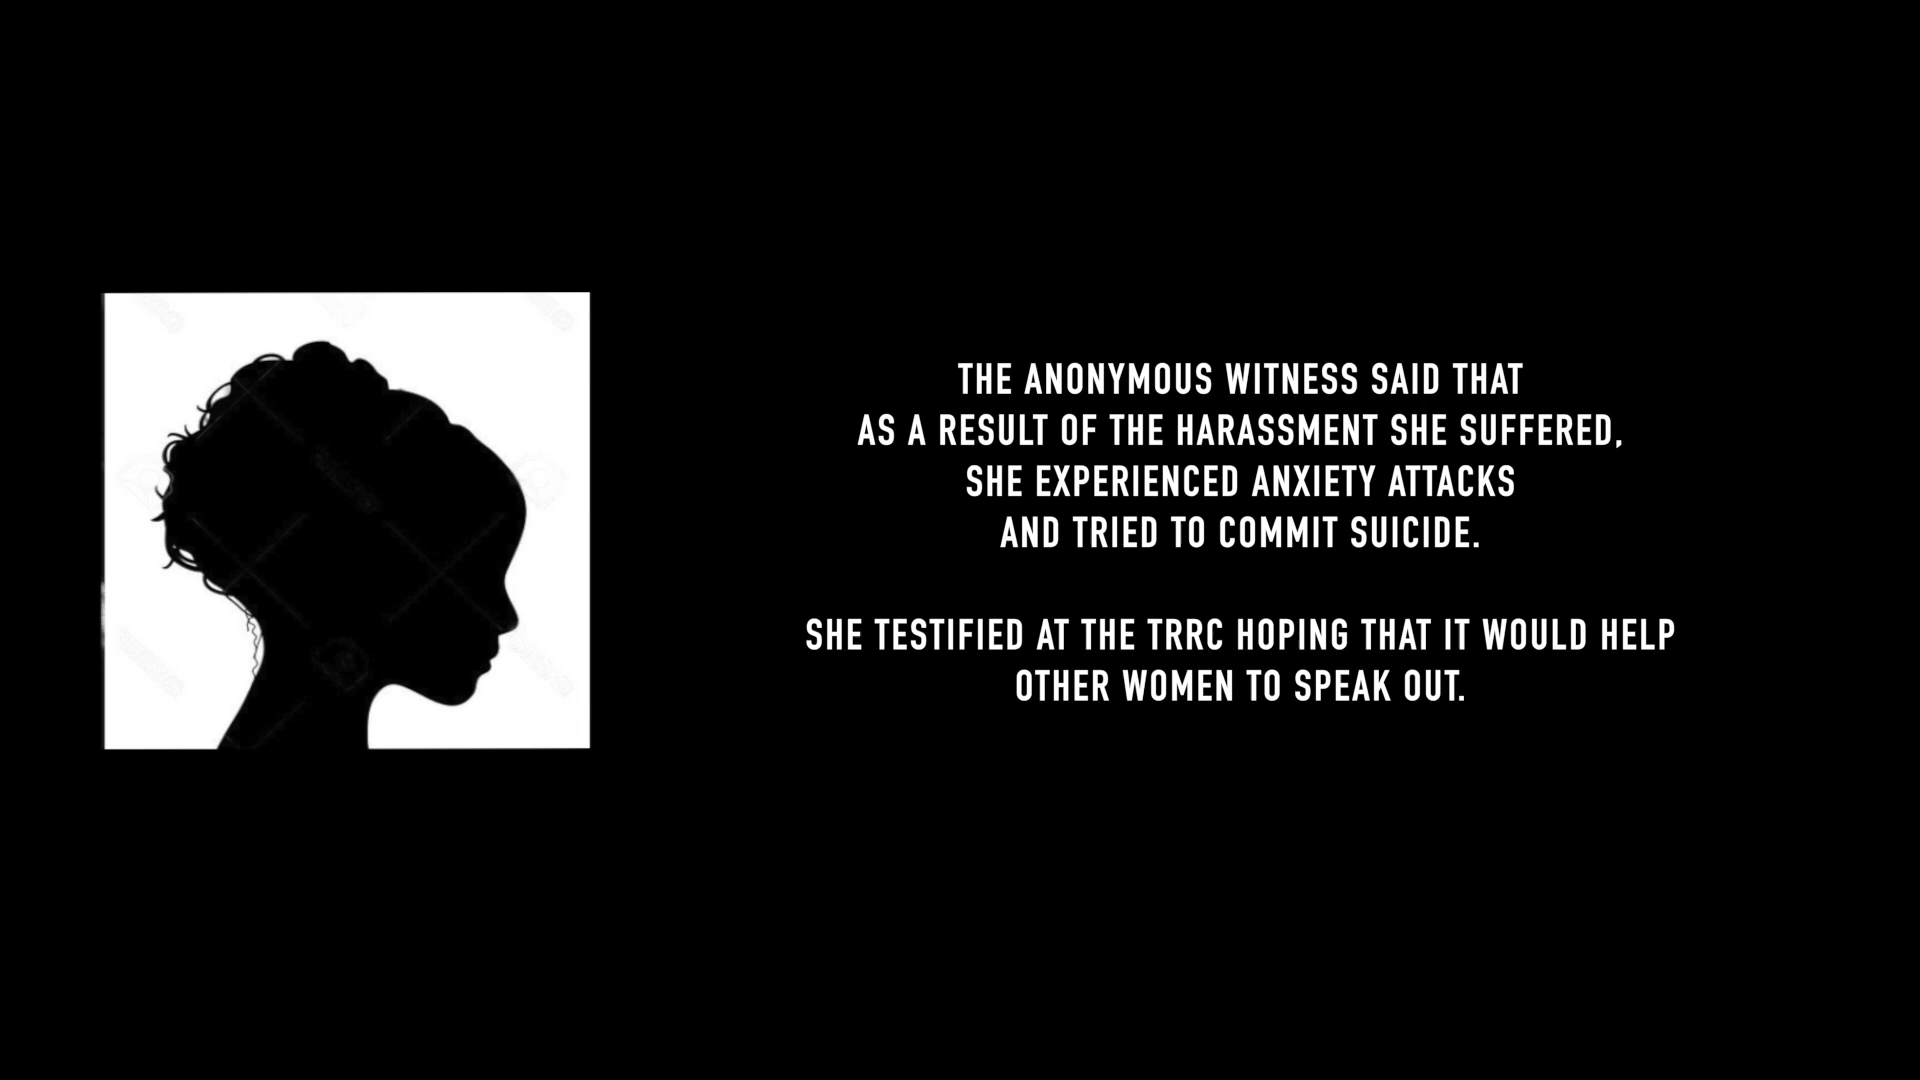 THE ANONYMOUS WITNESS SAID THAT
AS A RESULT OF THE HARASSMENT SHE SUFFERED,
SHE EXPERIENCED ANXIETY ATTACKS
AND TRIED TO COMMIT SUICIDE.
SHE TESTIFIED AT THE TRRC HOPING THAT IT WOULD HELP
OTHER WOMEN TO SPEAK OUT.